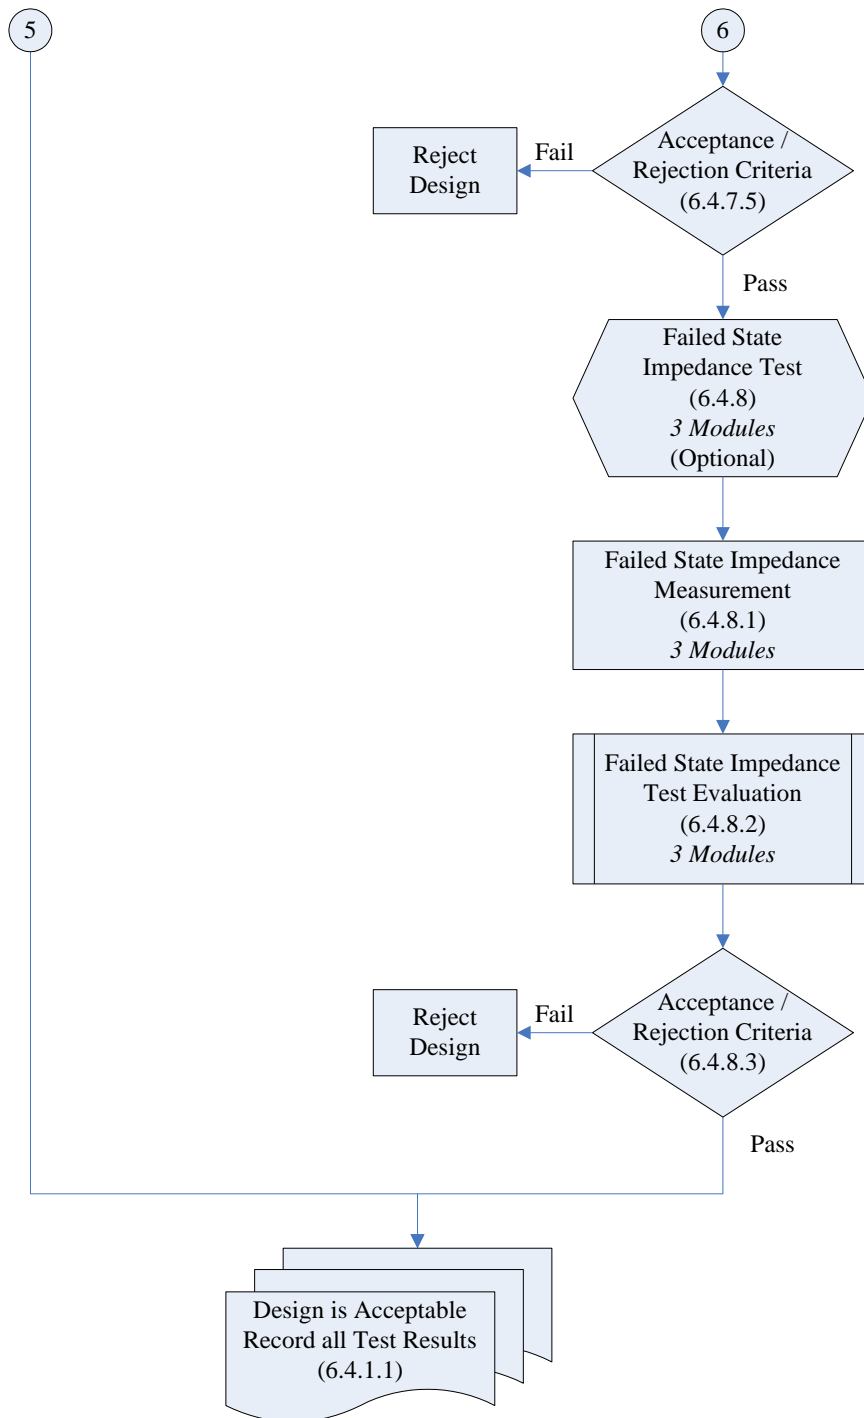 5
6
Acceptance /
Rejection Criteria
(6.4.7.5)
Fail
Reject
Design
Pass
Failed State
Impedance Test
(6.4.8)
3 Modules
(Optional)
Failed State Impedance
Measurement
(6.4.8.1)
3 Modules
Failed State Impedance
Test Evaluation
(6.4.8.2)
3 Modules
Acceptance /
Rejection Criteria
(6.4.8.3)
Fail
Reject
Design
Pass
Design is Acceptable
Record all Test Results
(6.4.1.1)